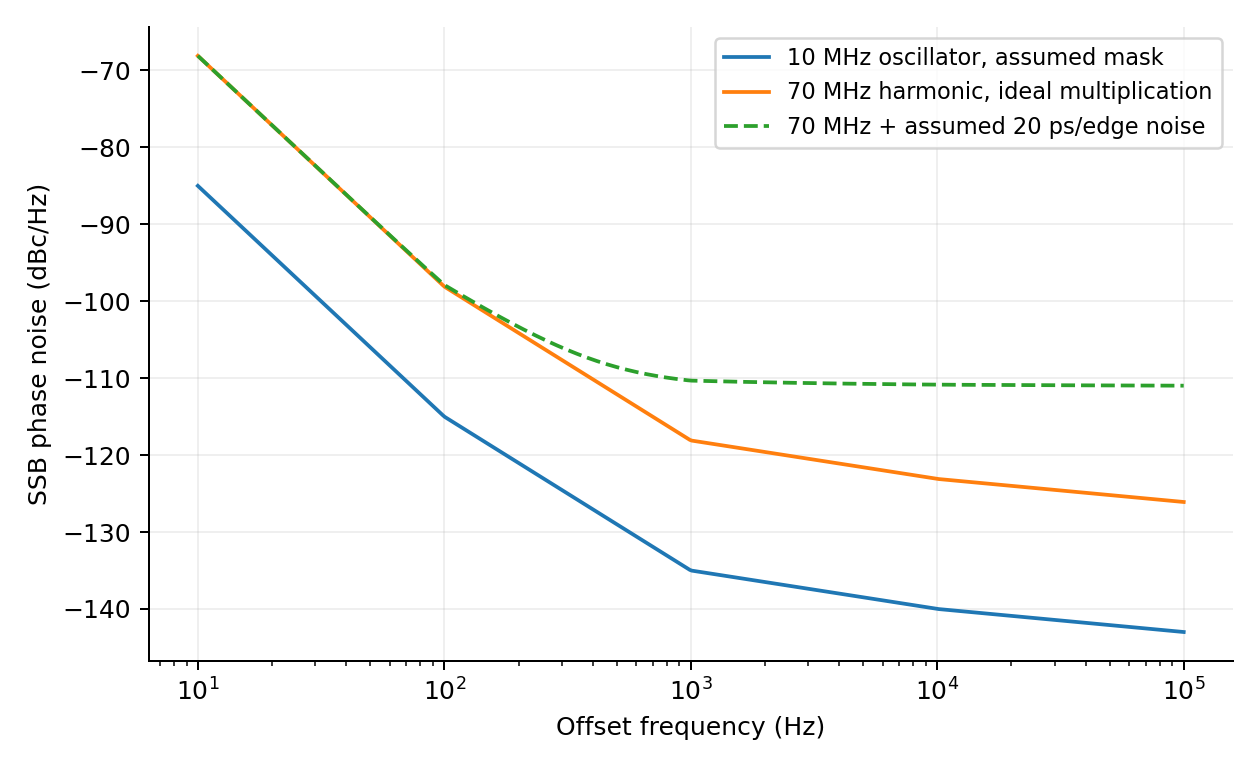 10 MHz oscillator, assumed mask
70 MHz harmonic, ideal multiplication
70 MHz + assumed 20 ps/edge noise
SSB phase noise (dBc/Hz)
−70
−80
−90
−100
−110
−120
−130
−140
10¹ 10² 10³ 10⁴ 10⁵
Offset frequency (Hz)